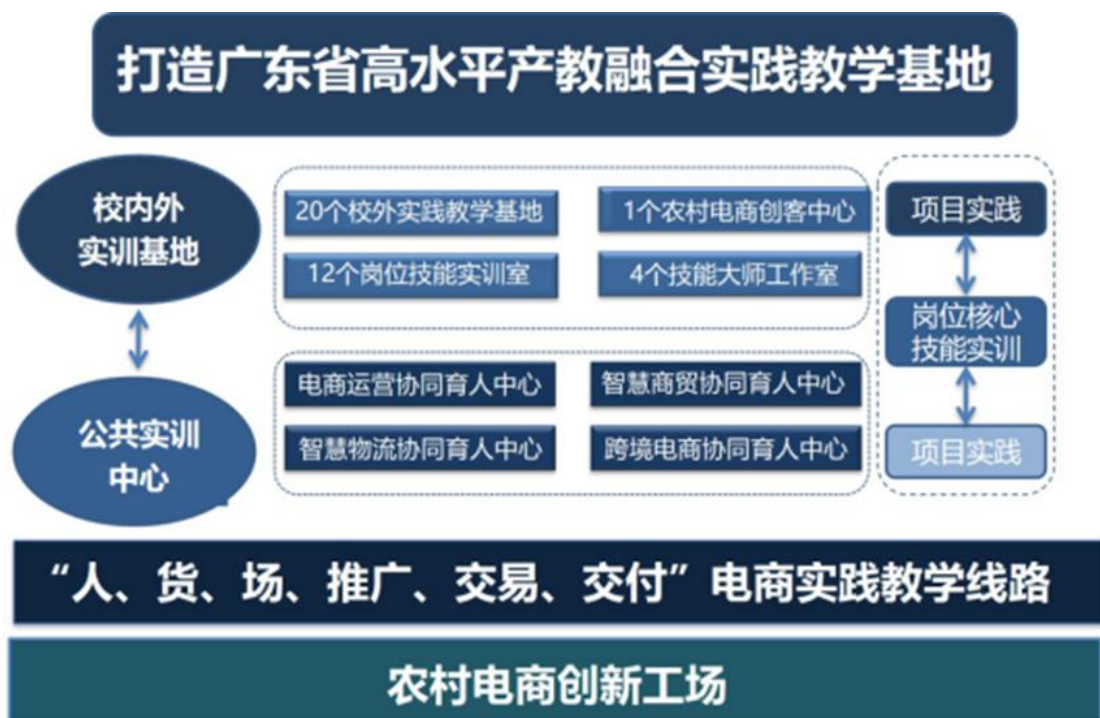 打造广东省高水平产教融合实践教学基地
校内外
实训基地
20个校外实践教学基地
1个农村电商创客中心
12个岗位技能实训室
4个技能大师工作室
项目实践
岗位核心
技能实训
项目实践
公共实训
中心
电商运营协同育人中心
智慧商贸协同育人中心
智慧物流协同育人中心
跨境电商协同育人中心
“人、货、场、推广、交易、交付”电商实践教学线路
农村电商创新工场